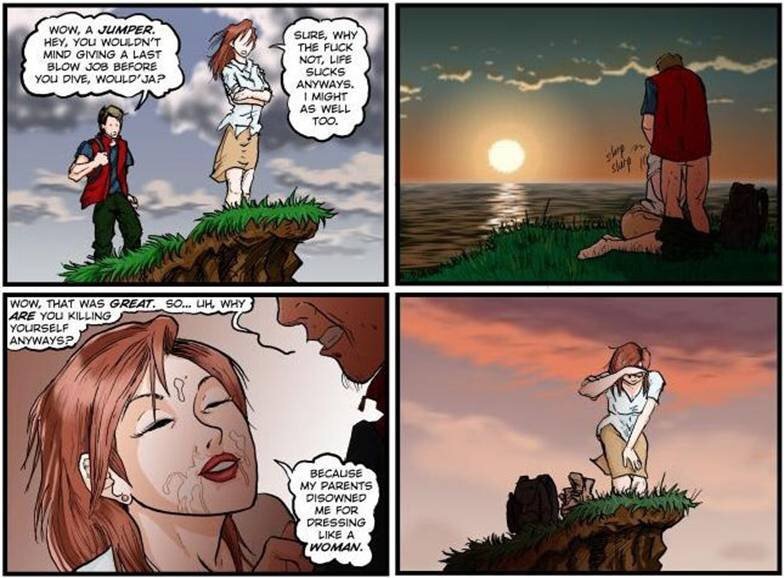 WOW, A JUMPER.
HEY, YOU WOULDN'T
MIND GIVING A LAST
BLOW JOB BEFORE
YOU DIVE, WOULD'JA?
SURE, WHY
THE FUCK
NOT, LIFE
SUCKS
ANYWAYS.
I MIGHT
AS WELL
TOO.
slurp
slurp
WOW, THAT WAS GREAT. SO... UH, WHY
ARE YOU KILLING
YOURSELF
ANYWAYS?
BECAUSE
MY PARENTS
DISOWNED
ME FOR
DRESSING
LIKE A
WOMAN.